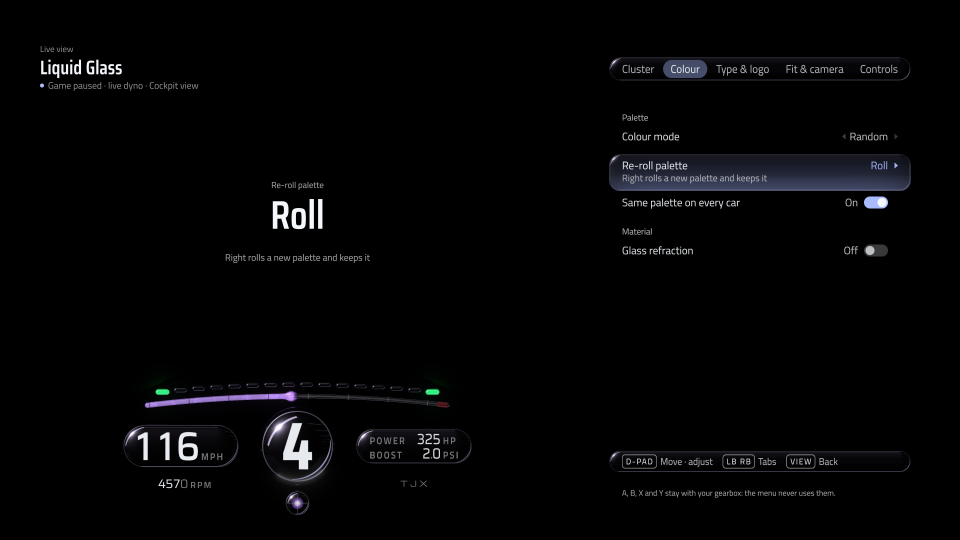 Live view
Liquid Glass
Game paused · live dyno · Cockpit view
Cluster Colour Type & logo Fit & camera Controls
Palette
Colour mode Random
Re-roll palette Roll
Right rolls a new palette and keeps it
Same palette on every car On
Material
Glass refraction Off
Re-roll palette
Roll
Right rolls a new palette and keeps it
116 MPH
4570 RPM
4
POWER 325 HP
BOOST 2.0 PSI
TJX
D-PAD Move · adjust LB RB Tabs VIEW Back
A, B, X and Y stay with your gearbox: the menu never uses them.